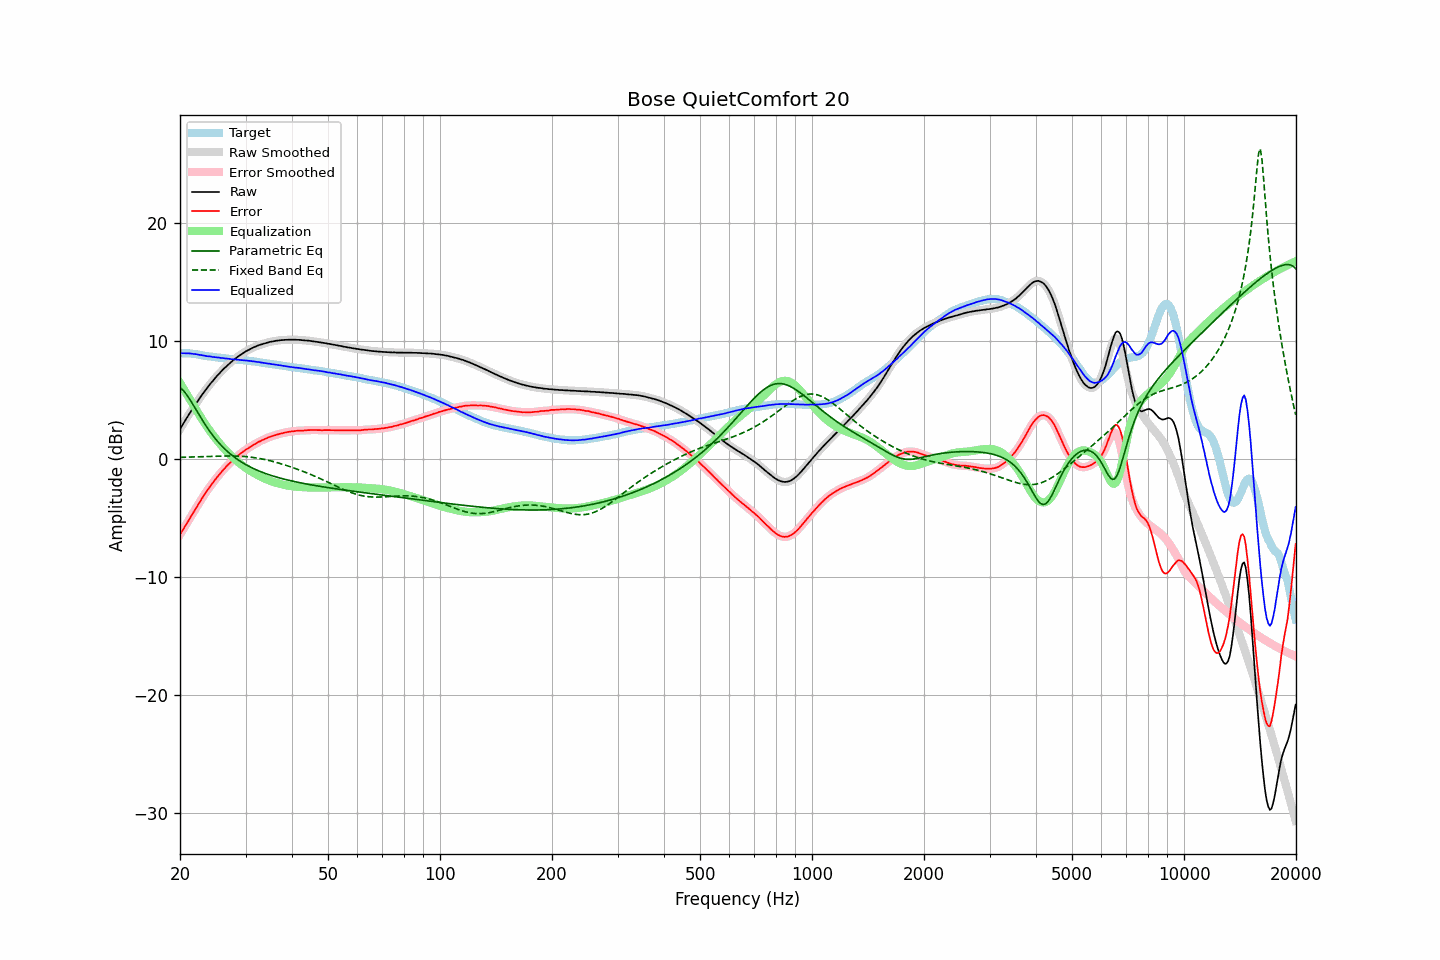 Bose QuietComfort 20
Target
Raw Smoothed
Error Smoothed
Raw
Error
Equalization
Parametric Eq
Fixed Band Eq
Equalized
20
10
0
−10
−20
−30
Amplitude (dBr)
20 50 100 200 500 1000 2000 5000 10000 20000
Frequency (Hz)